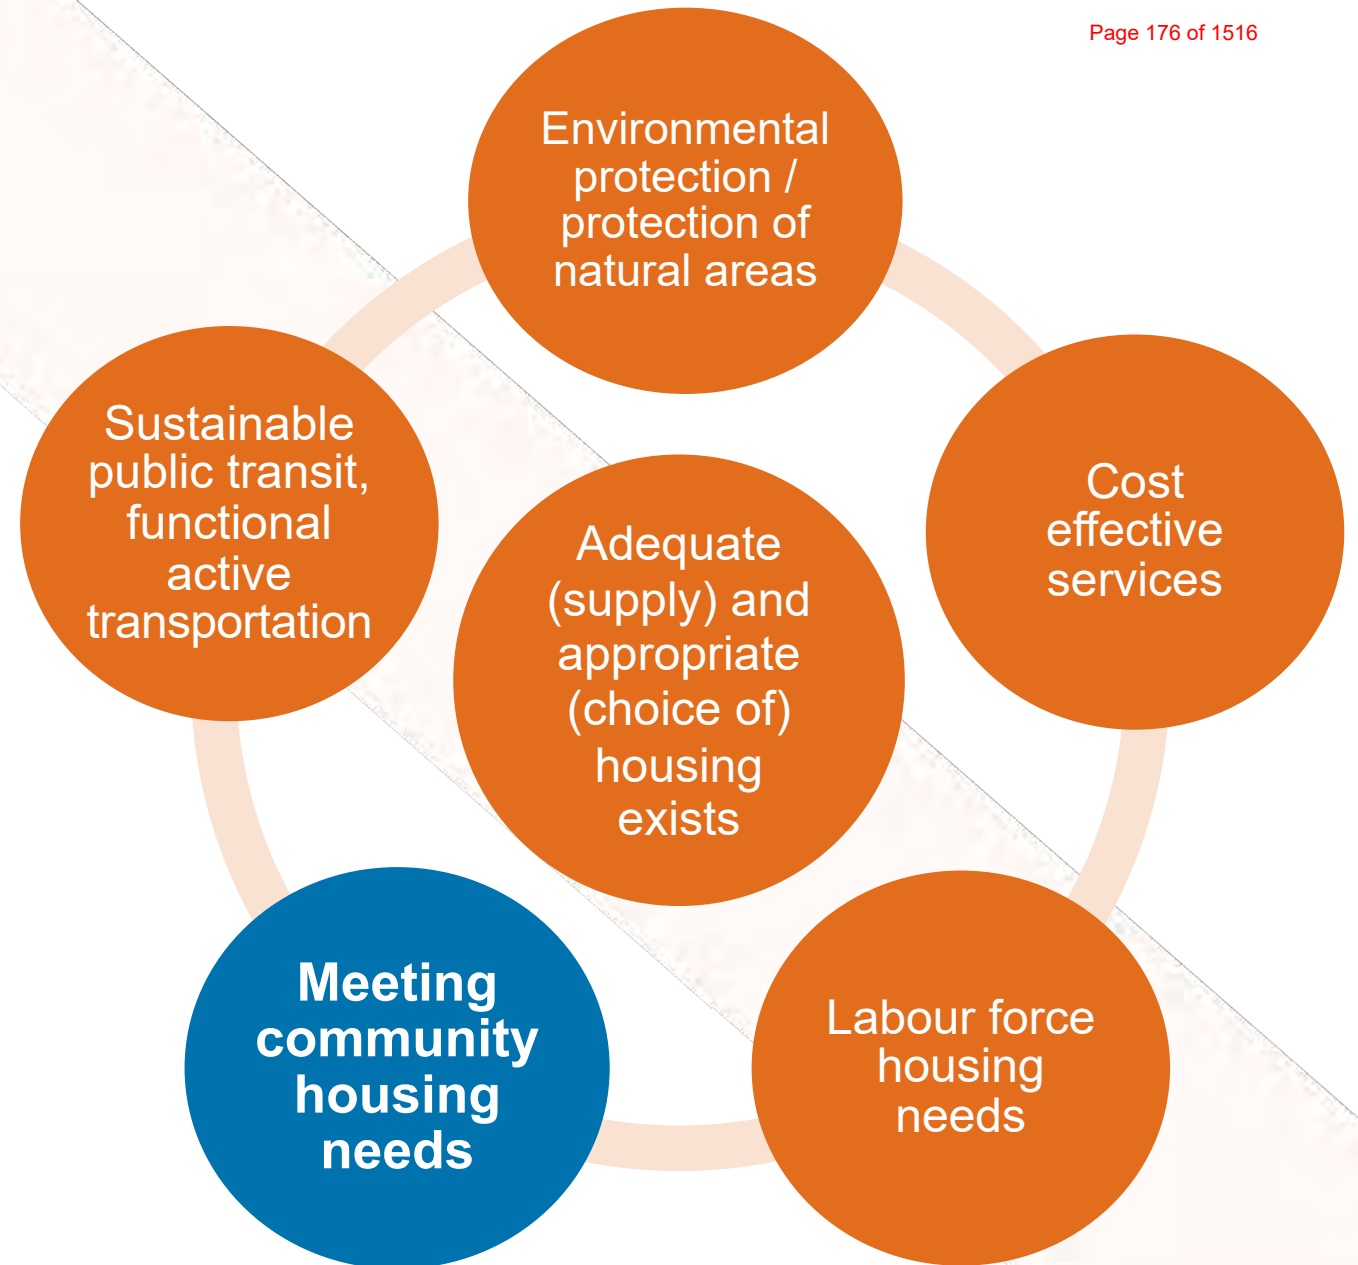 Page 176 of 1516
Environmental
protection /
protection of
natural areas
Sustainable
public transit,
functional
active
transportation
Cost
effective
services
Adequate
(supply) and
appropriate
(choice of)
housing
exists
Meeting
community
housing
needs
Labour force
housing
needs